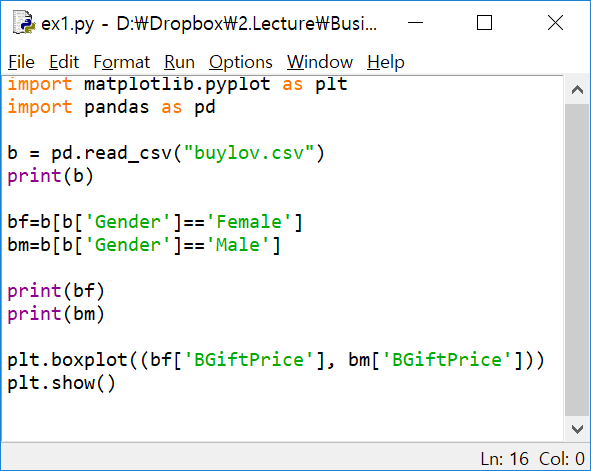 ex1.py - D:₩Dropbox₩2.Lecture₩Busi...
File Edit Format Run Options Window Help
import matplotlib.pyplot as plt
import pandas as pd
b = pd.read_csv("buylov.csv")
print(b)
bf=b[b['Gender']=='Female']
bm=b[b['Gender']=='Male']
print(bf)
print(bm)
plt.boxplot((bf['BGiftPrice'], bm['BGiftPrice']))
plt.show()
Ln: 16 Col: 0